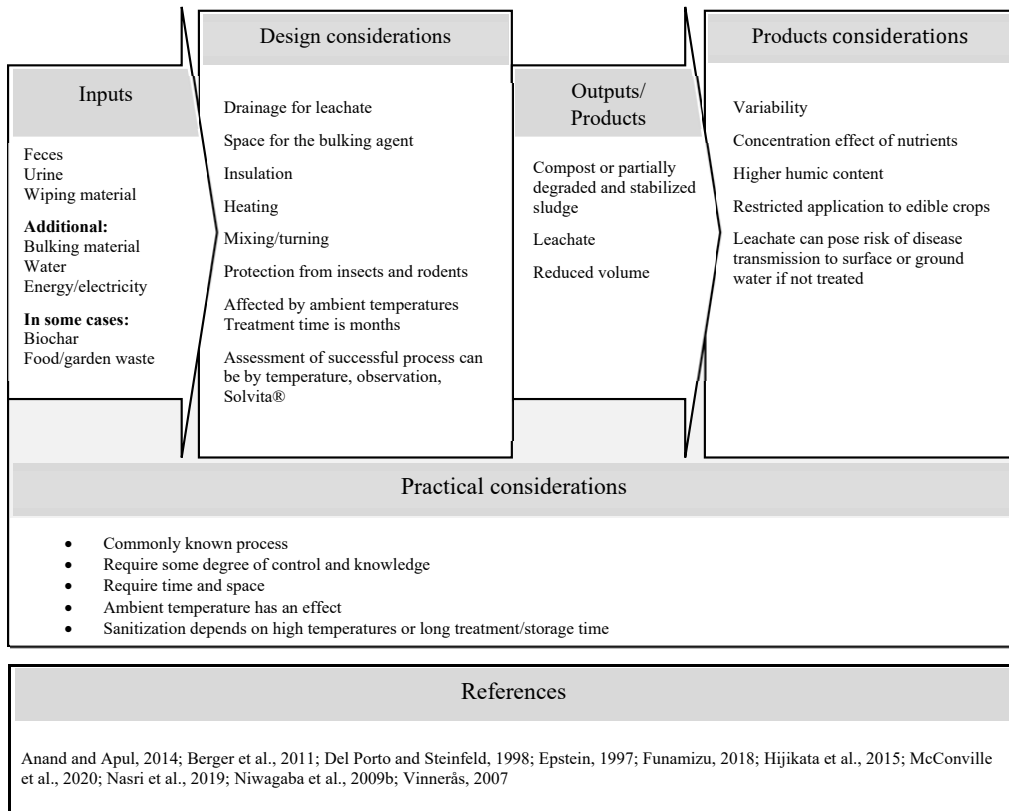 Inputs
Feces
Urine
Wiping material
Additional:
Bulking material
Water
Energy/electricity
In some cases:
Biochar
Food/garden waste
Design considerations
Drainage for leachate
Space for the bulking agent
Insulation
Heating
Mixing/turning
Protection from insects and rodents
Affected by ambient temperatures
Treatment time is months
Assessment of successful process can
be by temperature, observation,
Solvita®
Outputs/
Products
Compost or partially
degraded and stabilized
sludge
Leachate
Reduced volume
Products considerations
Variability
Concentration effect of nutrients
Higher humic content
Restricted application to edible crops
Leachate can pose risk of disease
transmission to surface or ground
water if not treated
Practical considerations
• Commonly known process
• Require some degree of control and knowledge
• Require time and space
• Ambient temperature has an effect
• Sanitization depends on high temperatures or long treatment/storage time
References
Anand and Apul, 2014; Berger et al., 2011; Del Porto and Steinfeld, 1998; Epstein, 1997; Funamizu, 2018; Hijikata et al., 2015; McConville
et al., 2020; Nasri et al., 2019; Niwagaba et al., 2009b; Vinnerås, 2007